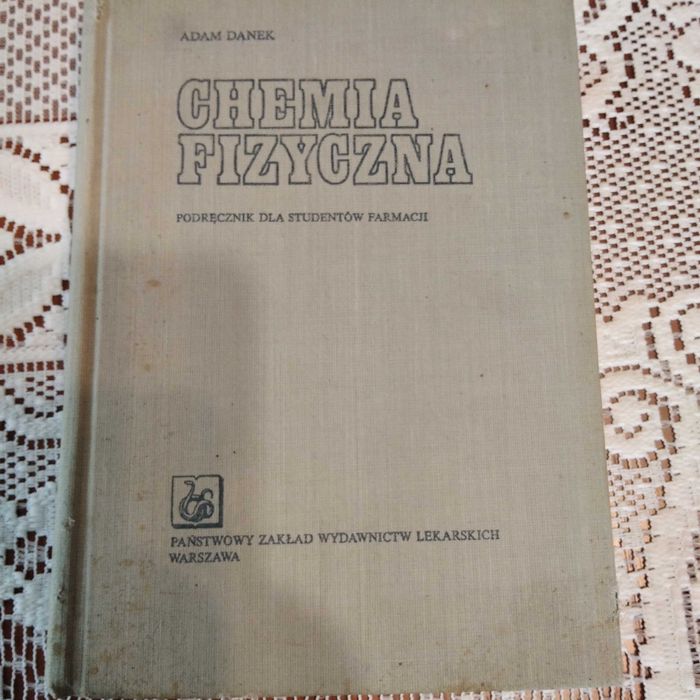 ADAM DANEK
CHEMIA
FIZYCZNA
PODRĘCZNIK DLA STUDENTÓW FARMACJI
PAŃSTWOWY ZAKŁAD WYDAWNICTW LEKARSKICH
WARSZAWA